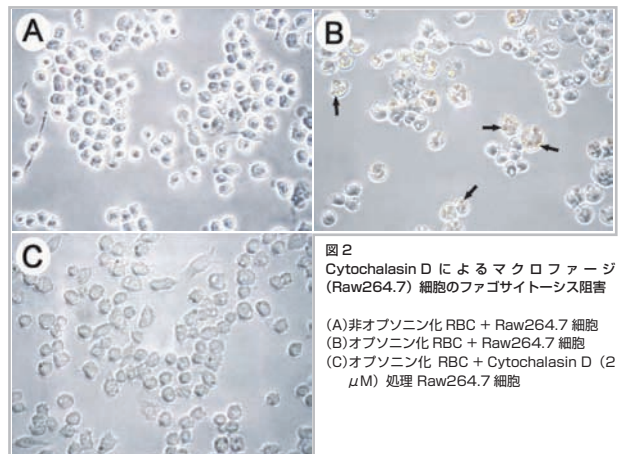 A
B
C
図2
Cytochalasin D によるマクロファージ
(Raw264.7) 細胞のファゴサイトーシス阻害
(A)非オプソニン化 RBC + Raw264.7 細胞
(B)オプソニン化 RBC + Raw264.7 細胞
(C)オプソニン化 RBC + Cytochalasin D（2
μM）処理 Raw264.7 細胞